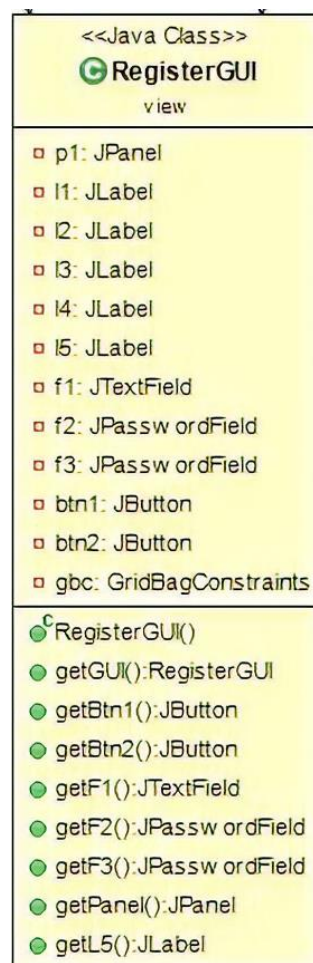 <<Java Class>>
RegisterGUI
view
p1: JPanel
l1: JLabel
l2: JLabel
l3: JLabel
l4: JLabel
l5: JLabel
f1: JTextField
f2: JPasswordField
f3: JPasswordField
btn1: JButton
btn2: JButton
gbc: GridBagConstraints
RegisterGUI()
getGUI():RegisterGUI
getBtn1():JButton
getBtn2():JButton
getF1():JTextField
getF2():JPasswordField
getF3():JPasswordField
getPanel():JPanel
getL5():JLabel